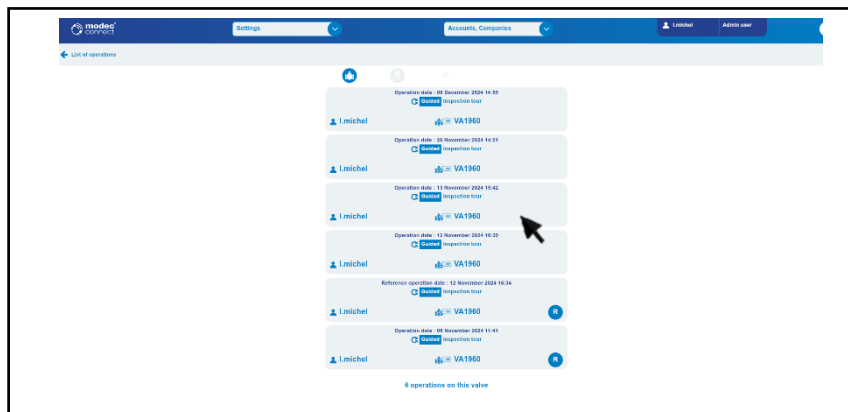 modec
connect
Settings
Accounts, Companies
l.michel
Admin user
List of operations
Operation date : 06 December 2024 14:55
Guided Inspection tour
l.michel
VA1960
Operation date : 26 November 2024 14:21
Guided Inspection tour
l.michel
VA1960
Operation date : 13 November 2024 15:42
Guided Inspection tour
l.michel
VA1960
Operation date : 12 November 2024 16:39
Guided Inspection tour
l.michel
VA1960
Reference operation date : 12 November 2024 16:34
Guided Inspection tour
l.michel
VA1960
R
Operation date : 08 November 2024 11:41
Guided Inspection tour
l.michel
VA1960
R
6 operations on this valve